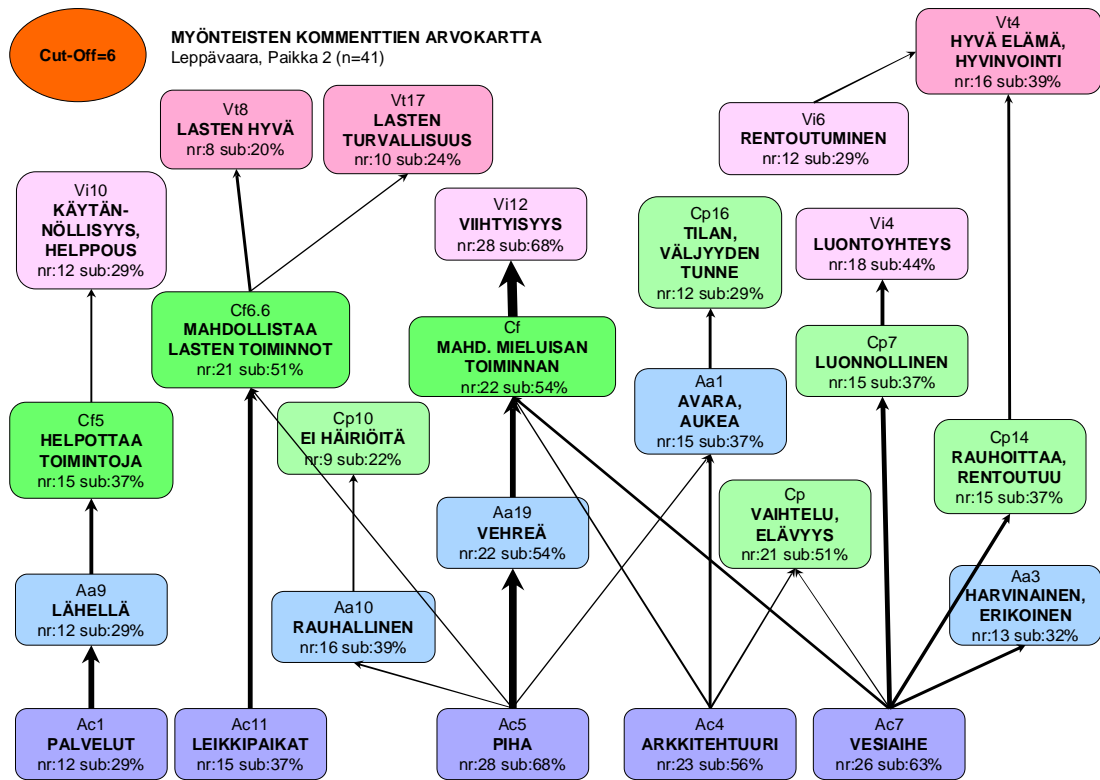 Cut-Off=6
MYÖNTEISTEN KOMMENTTIEN ARVOKARTTA
Leppävaara, Paikka 2 (n=41)
Vt4
HYVÄ ELÄMÄ,
HYVINVOINTI
nr:16 sub:39%
Vt8
LASTEN HYVÄ
nr:8 sub:20%
Vt17
LASTEN
TURVALLISUUS
nr:10 sub:24%
Vi6
RENTOUTUMINEN
nr:12 sub:29%
Vi10
KÄYTÄN-
NÖLLISYYS,
HELPPOUS
nr:12 sub:29%
Vi12
VIIHTYISYYS
nr:28 sub:68%
Cp16
TILAN,
VÄLJYYDEN
TUNNE
nr:12 sub:29%
Vi4
LUONTOYHTEYS
nr:18 sub:44%
Cf6.6
MAHDOLLISTAA
LASTEN TOIMINNOT
nr:21 sub:51%
Cf
MAHD. MIELUISAN
TOIMINNAN
nr:22 sub:54%
Cp7
LUONNOLLINEN
nr:15 sub:37%
Aa1
AVARA,
AUKEA
nr:15 sub:37%
Cf5
HELPOTTAA
TOIMINTOJA
nr:15 sub:37%
Cp10
EI HÄIRIÖITÄ
nr:9 sub:22%
Cp14
RAUHOITTAA,
RENTOUTUU
nr:15 sub:37%
Aa19
VEHREÄ
nr:22 sub:54%
Cp
VAIHTELU,
ELÄVYYS
nr:21 sub:51%
Aa9
LÄHELLÄ
nr:12 sub:29%
Aa10
RAUHALLINEN
nr:16 sub:39%
Aa3
HARVINAINEN,
ERIKOINEN
nr:13 sub:32%
Ac1
PALVELUT
nr:12 sub:29%
Ac11
LEIKKIPAIKAT
nr:15 sub:37%
Ac5
PIHA
nr:28 sub:68%
Ac4
ARKKITEHTUURI
nr:23 sub:56%
Ac7
VESIAIHE
nr:26 sub:63%